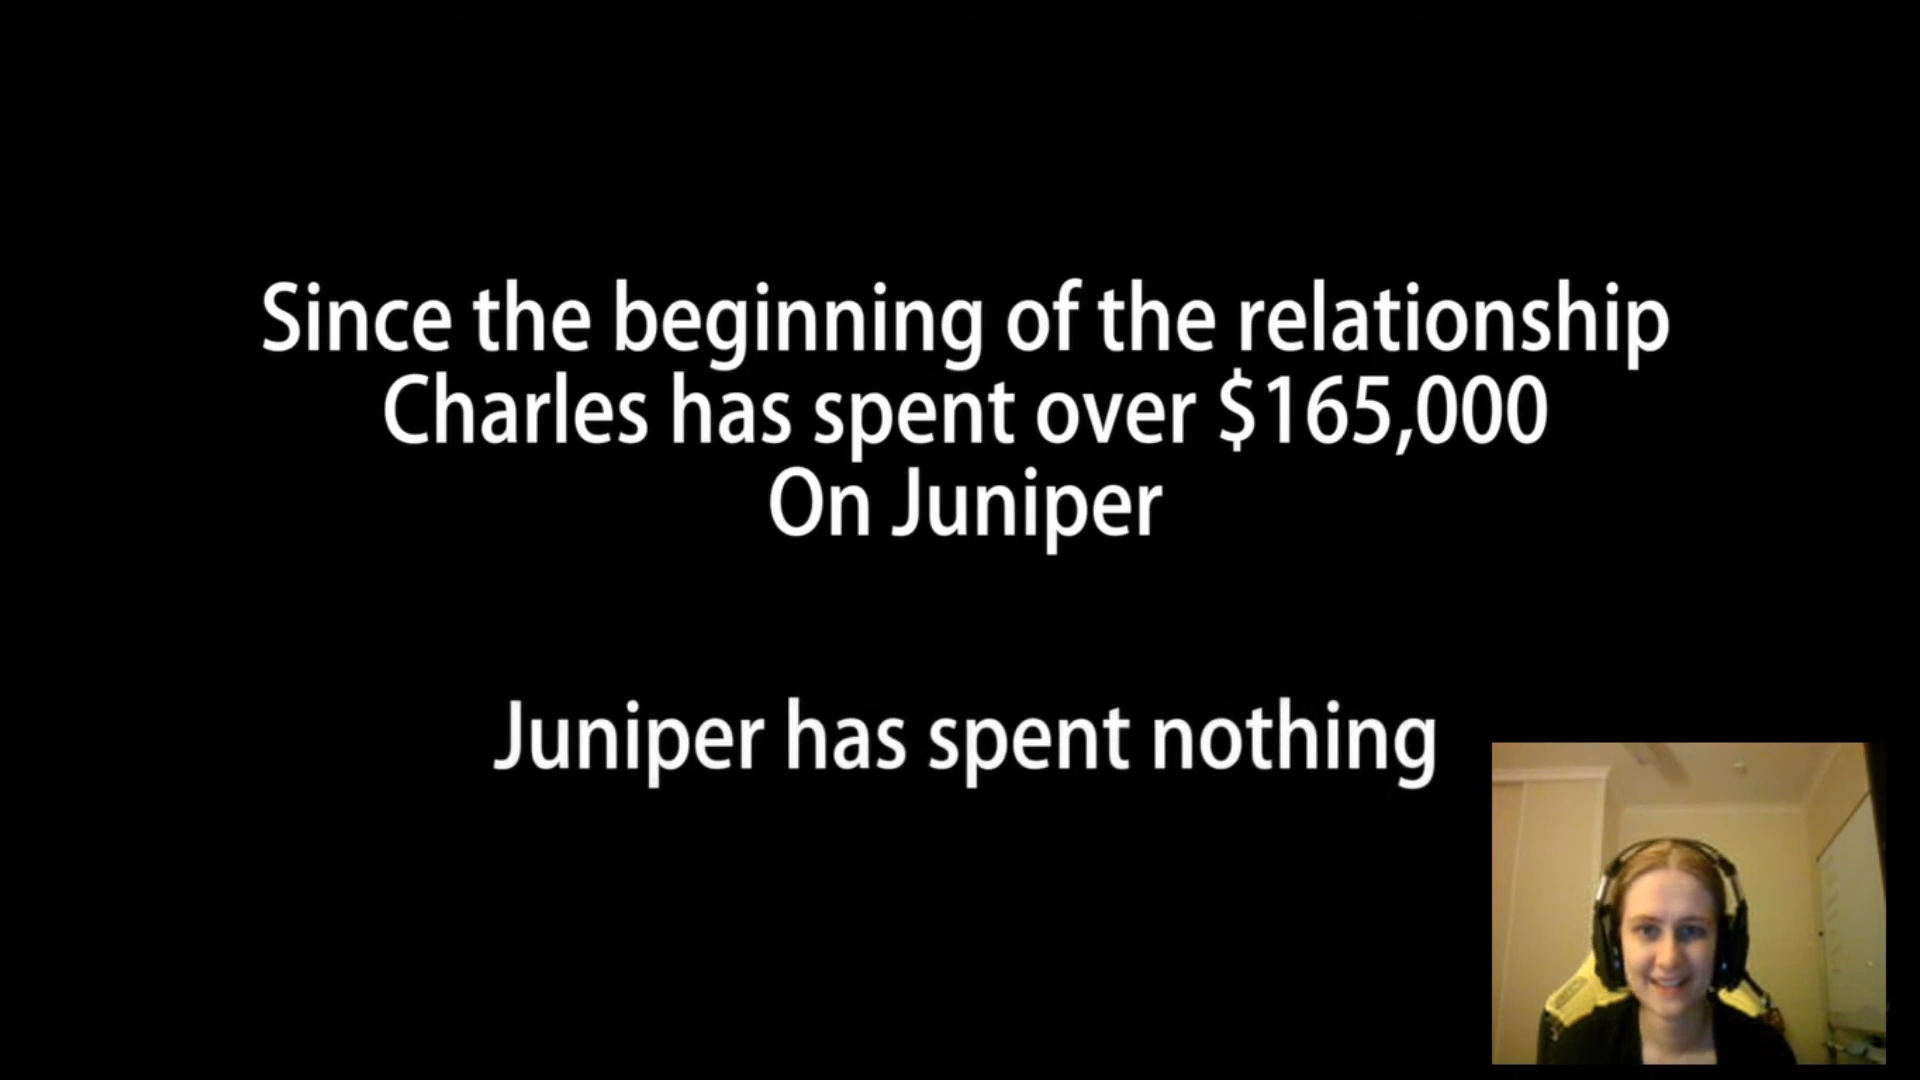 Since the beginning of the relationship
Charles has spent over $165,000
On Juniper
Juniper has spent nothing